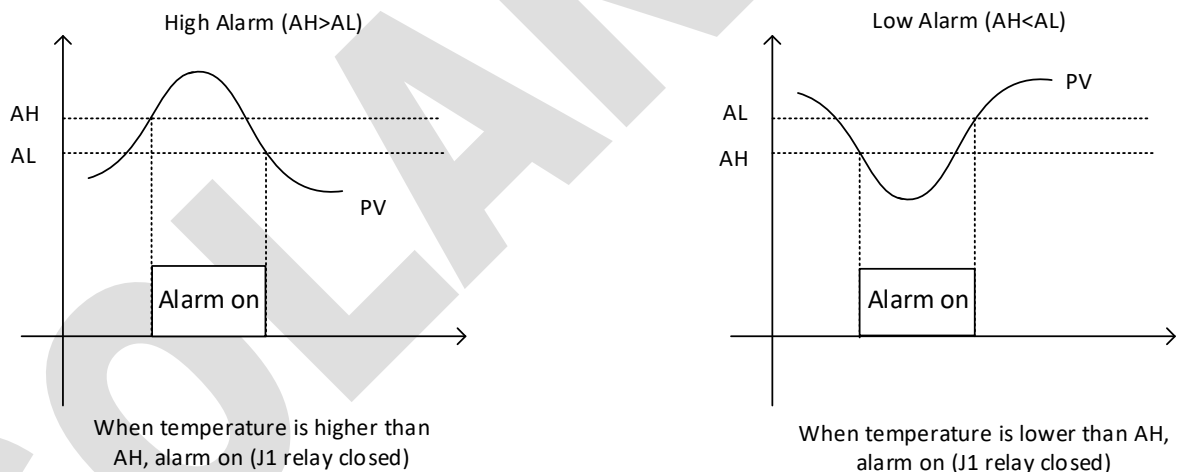 High Alarm (AH>AL)
AH
AL
PV
Alarm on
When temperature is higher than
AH, alarm on (J1 relay closed)
Low Alarm (AH<AL)
PV
AL
AH
Alarm on
When temperature is lower than AH,
alarm on (J1 relay closed)